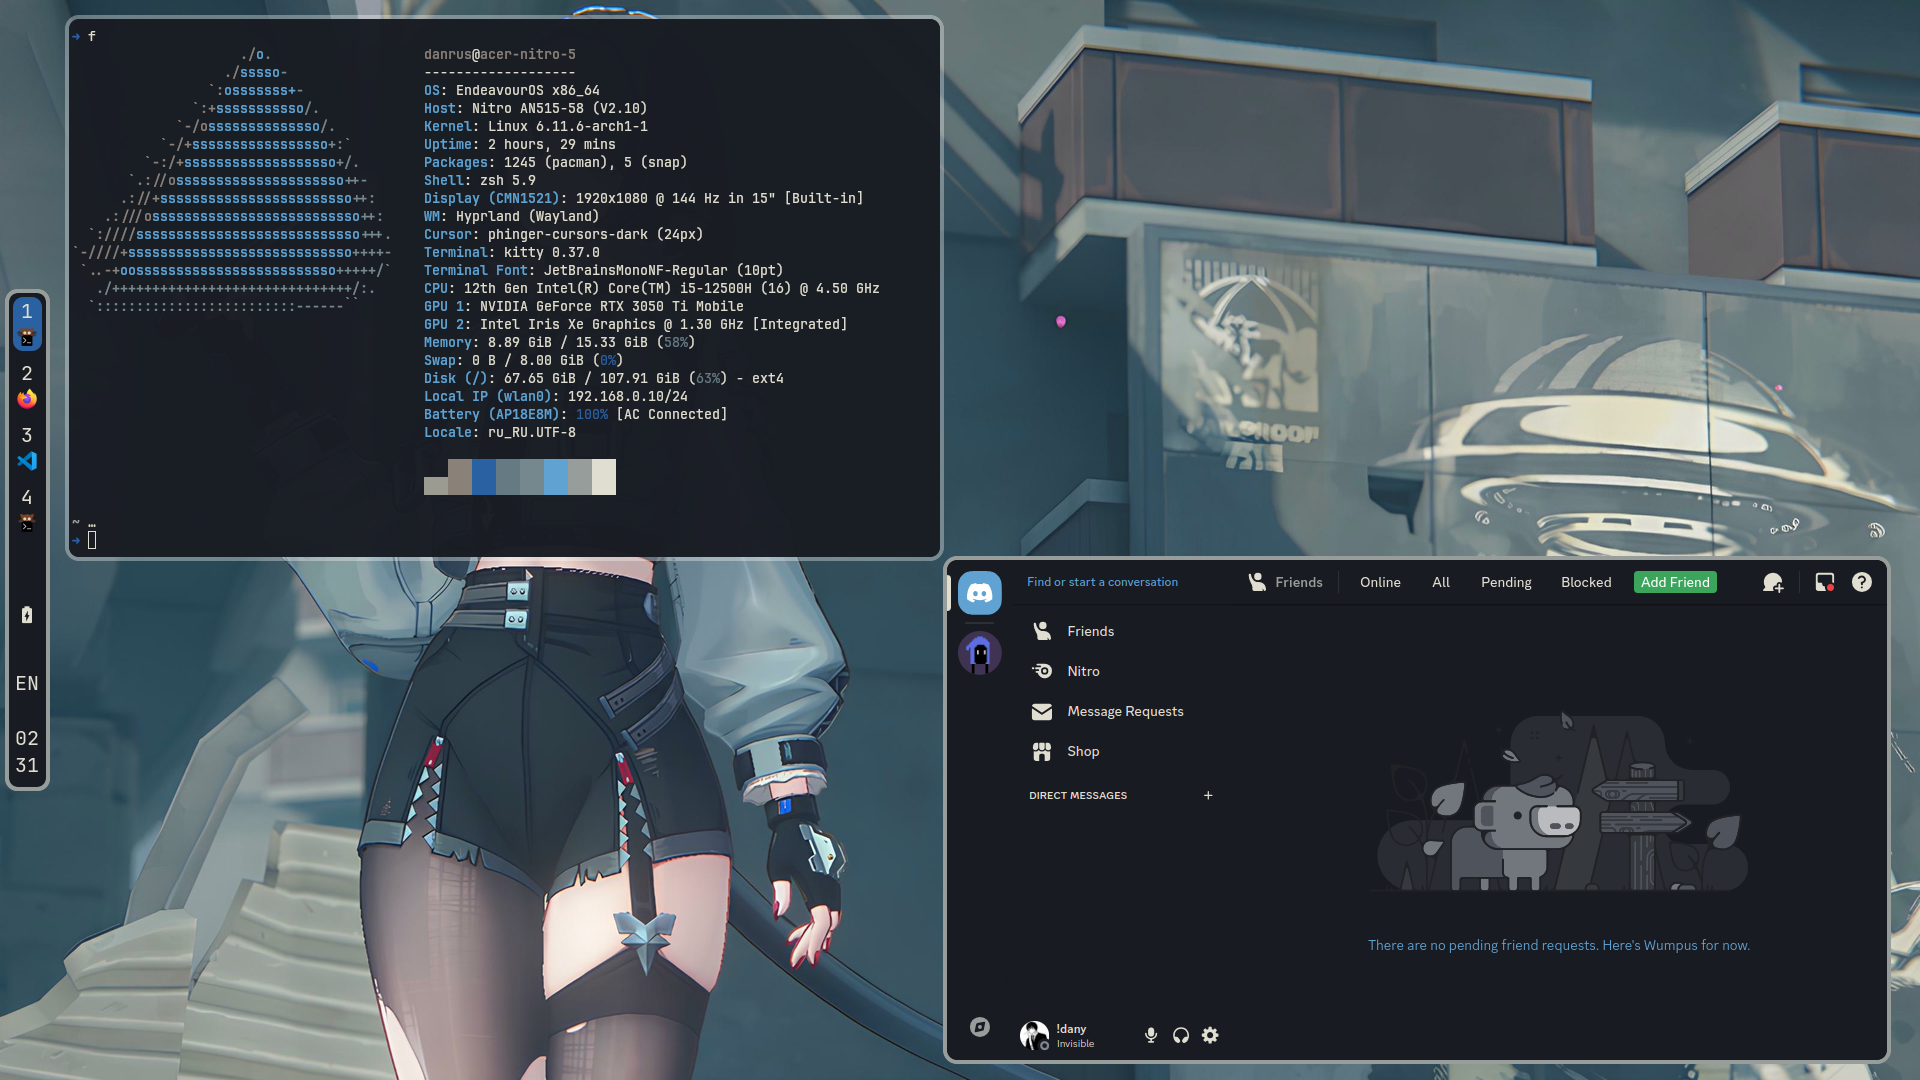 ➜ f
./o.
./sssso-
`:osssssss+-
`:+sssssssssso/.
`-/ossssssssssssso/.
`-/+sssssssssssssssso+:`
`-:/+sssssssssssssssssso+/.
`.://osssssssssssssssssssso++-
.://+ssssssssssssssssssssssso++:
.:///ossssssssssssssssssssssssso++:
`:////ssssssssssssssssssssssssssso+++.
`-////+ssssssssssssssssssssssssssso++++-
`..-+oosssssssssssssssssssssssso+++++/`
./++++++++++++++++++++++++++++++/:.
`:::::::::::::::::::::::::------``
danrus@acer-nitro-5
-------------------
OS: EndeavourOS x86_64
Host: Nitro AN515-58 (V2.10)
Kernel: Linux 6.11.6-arch1-1
Uptime: 2 hours, 29 mins
Packages: 1245 (pacman), 5 (snap)
Shell: zsh 5.9
Display (CMN1521): 1920x1080 @ 144 Hz in 15" [Built-in]
WM: Hyprland (Wayland)
Cursor: phinger-cursors-dark (24px)
Terminal: kitty 0.37.0
Terminal Font: JetBrainsMonoNF-Regular (10pt)
CPU: 12th Gen Intel(R) Core(TM) i5-12500H (16) @ 4.50 GHz
GPU 1: NVIDIA GeForce RTX 3050 Ti Mobile
GPU 2: Intel Iris Xe Graphics @ 1.30 GHz [Integrated]
Memory: 8.89 GiB / 15.33 GiB (58%)
Swap: 0 B / 8.00 GiB (0%)
Disk (/): 67.65 GiB / 107.91 GiB (63%) - ext4
Local IP (wlan0): 192.168.0.10/24
Battery (AP18E8M): 100% [AC Connected]
Locale: ru_RU.UTF-8
~ …
➜
1
2
3
4
EN
02
31
Find or start a conversation
Friends
Online
All
Pending
Blocked
Add Friend
Friends
Nitro
Message Requests
Shop
DIRECT MESSAGES +
There are no pending friend requests. Here's Wumpus for now.
!dany
Invisible